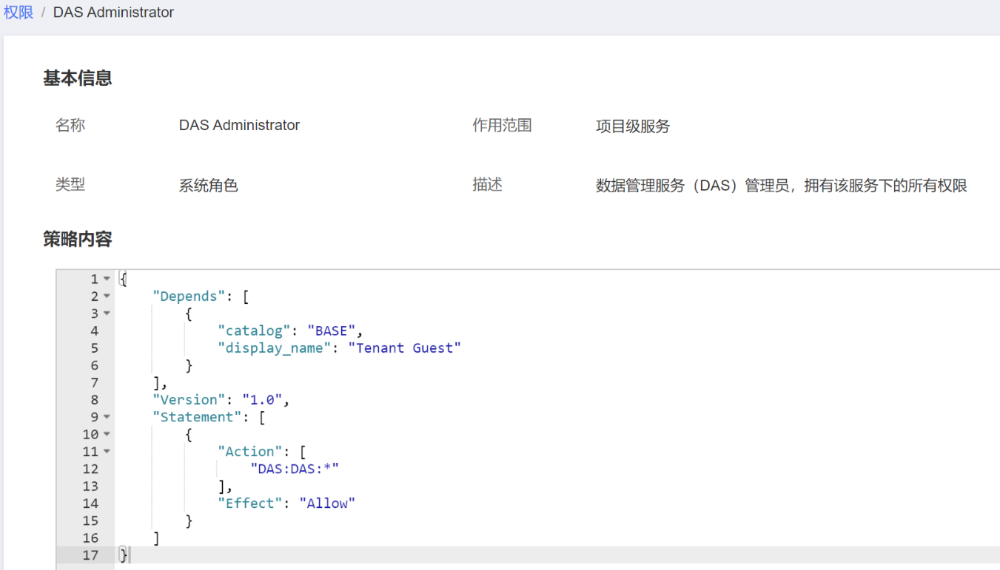 权限 / DAS Administrator
基本信息
名称 DAS Administrator 作用范围 项目级服务
类型 系统角色 描述 数据管理服务（DAS）管理员，拥有该服务下的所有权限
策略内容
1 {
2 "Depends": [
3 {
4 "catalog": "BASE",
5 "display_name": "Tenant Guest"
6 }
7 ],
8 "Version": "1.0",
9 "Statement": [
10 {
11 "Action": [
12 "DAS:DAS:*"
13 ],
14 "Effect": "Allow"
15 }
16 ]
17 }